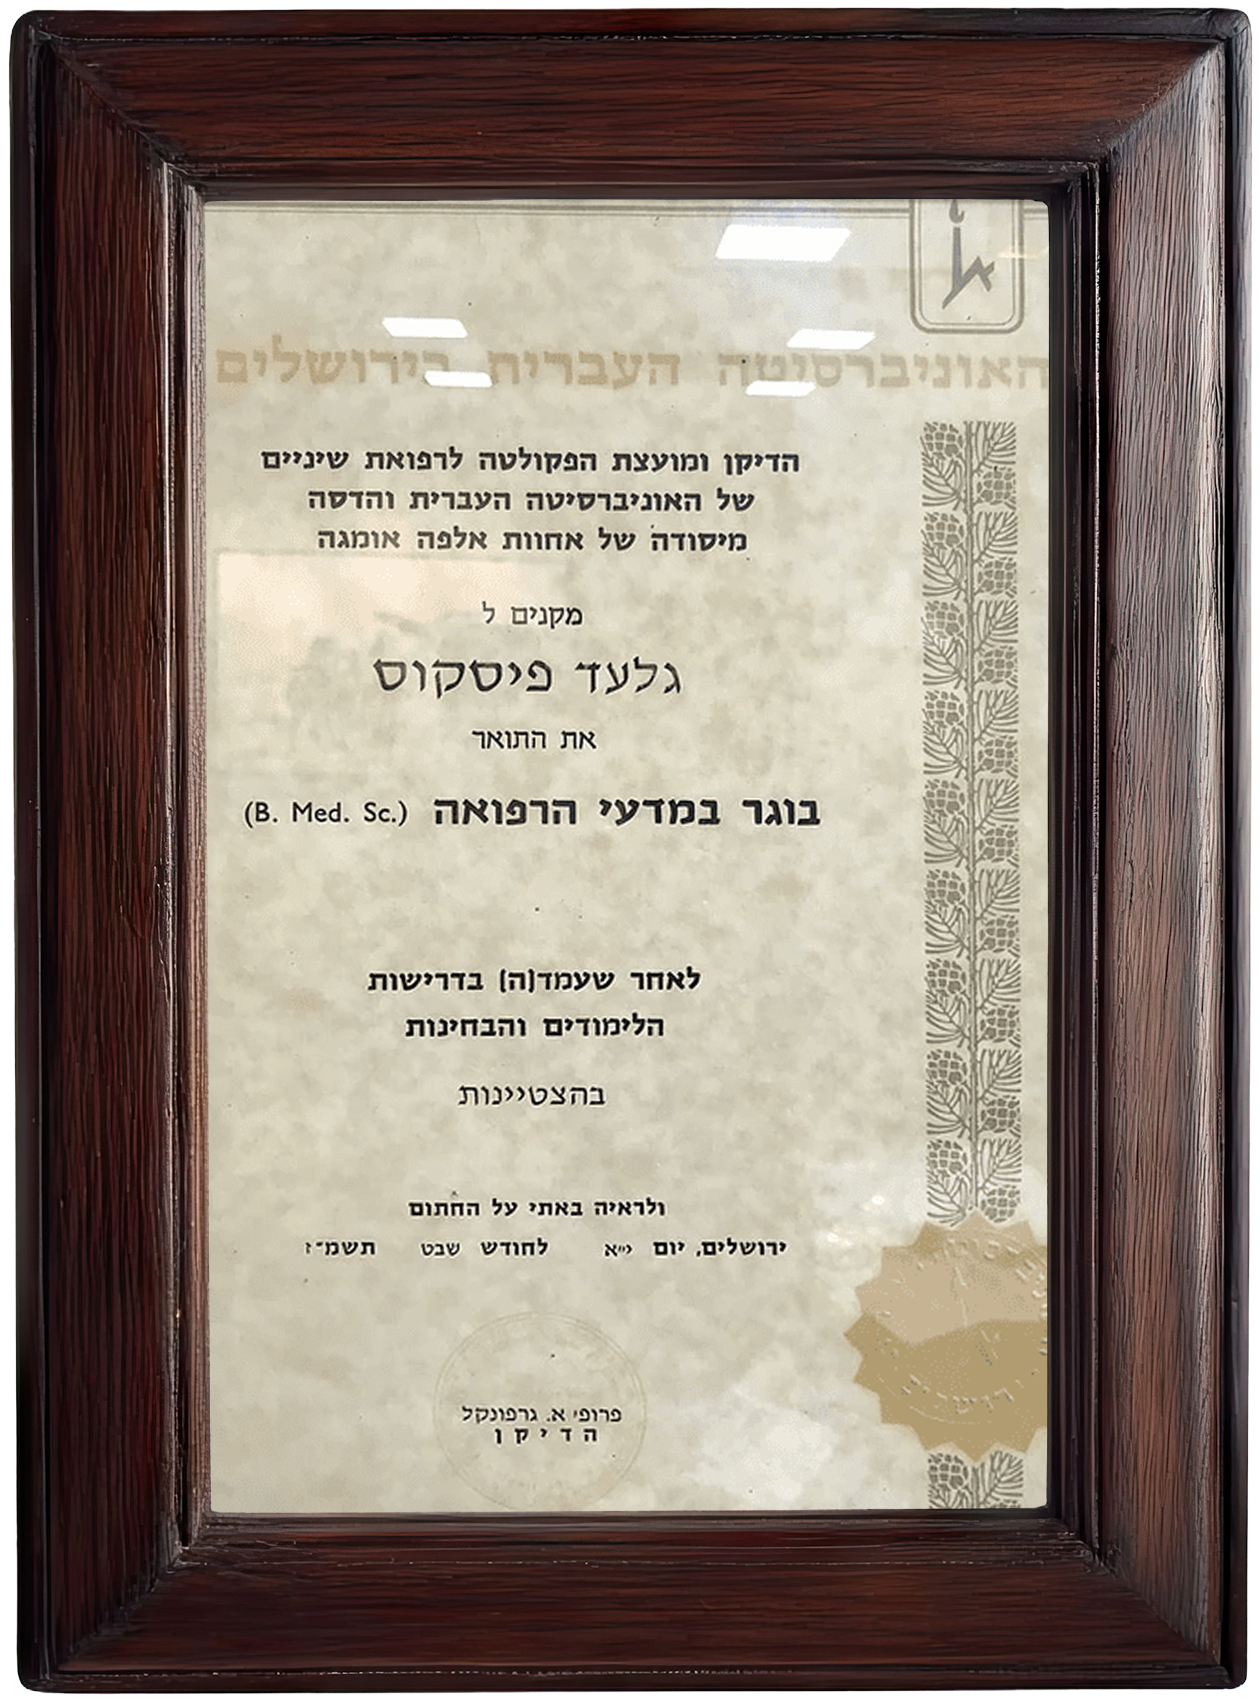 האוניברסיטה העברית בירושלים
הדיקן ומועצת הפקולטה לרפואת שיניים
של האוניברסיטה העברית והדסה
מיסודה של אחוות אלפה אומגה
מקנים ל
גלעד פיסקוס
את התואר
בוגר במדעי הרפואה (B. Med. Sc.)
לאחר שעמד(ה) בדרישות
הלימודים והבחינות
בהצטיינות
ולראיה באתי על החתום
ירושלים, יום י״א לחודש שבט תשמ״ז
פרופ׳ א. גרפונקל
הדיקן